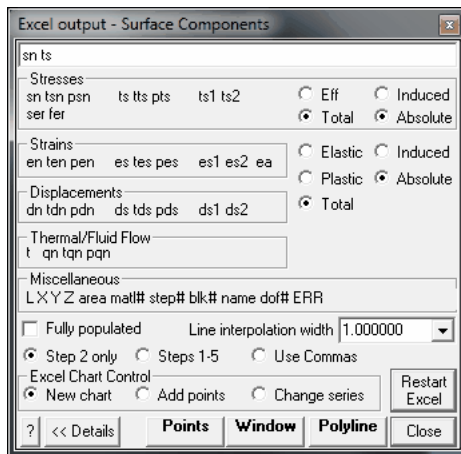 Excel output - Surface Components
x
sn ts
Stresses
sn tsn psn ts tts pts ts1 ts2
ser fer
Eff Induced
Total Absolute
Strains
en ten pen es tes pes es1 es2 ea
Elastic Induced
Plastic Absolute
Total
Displacements
dn tdn pdn ds tds pds ds1 ds2
Thermal/Fluid Flow
t qn tqn pqn
Miscellaneous
L X Y Z area matl# step# blk# name dof# ERR
Fully populated Line interpolation width 1.000000
Step 2 only Steps 1-5 Use Commas
Excel Chart Control
New chart Add points Change series
Restart
Excel
? << Details Points Window Polyline Close